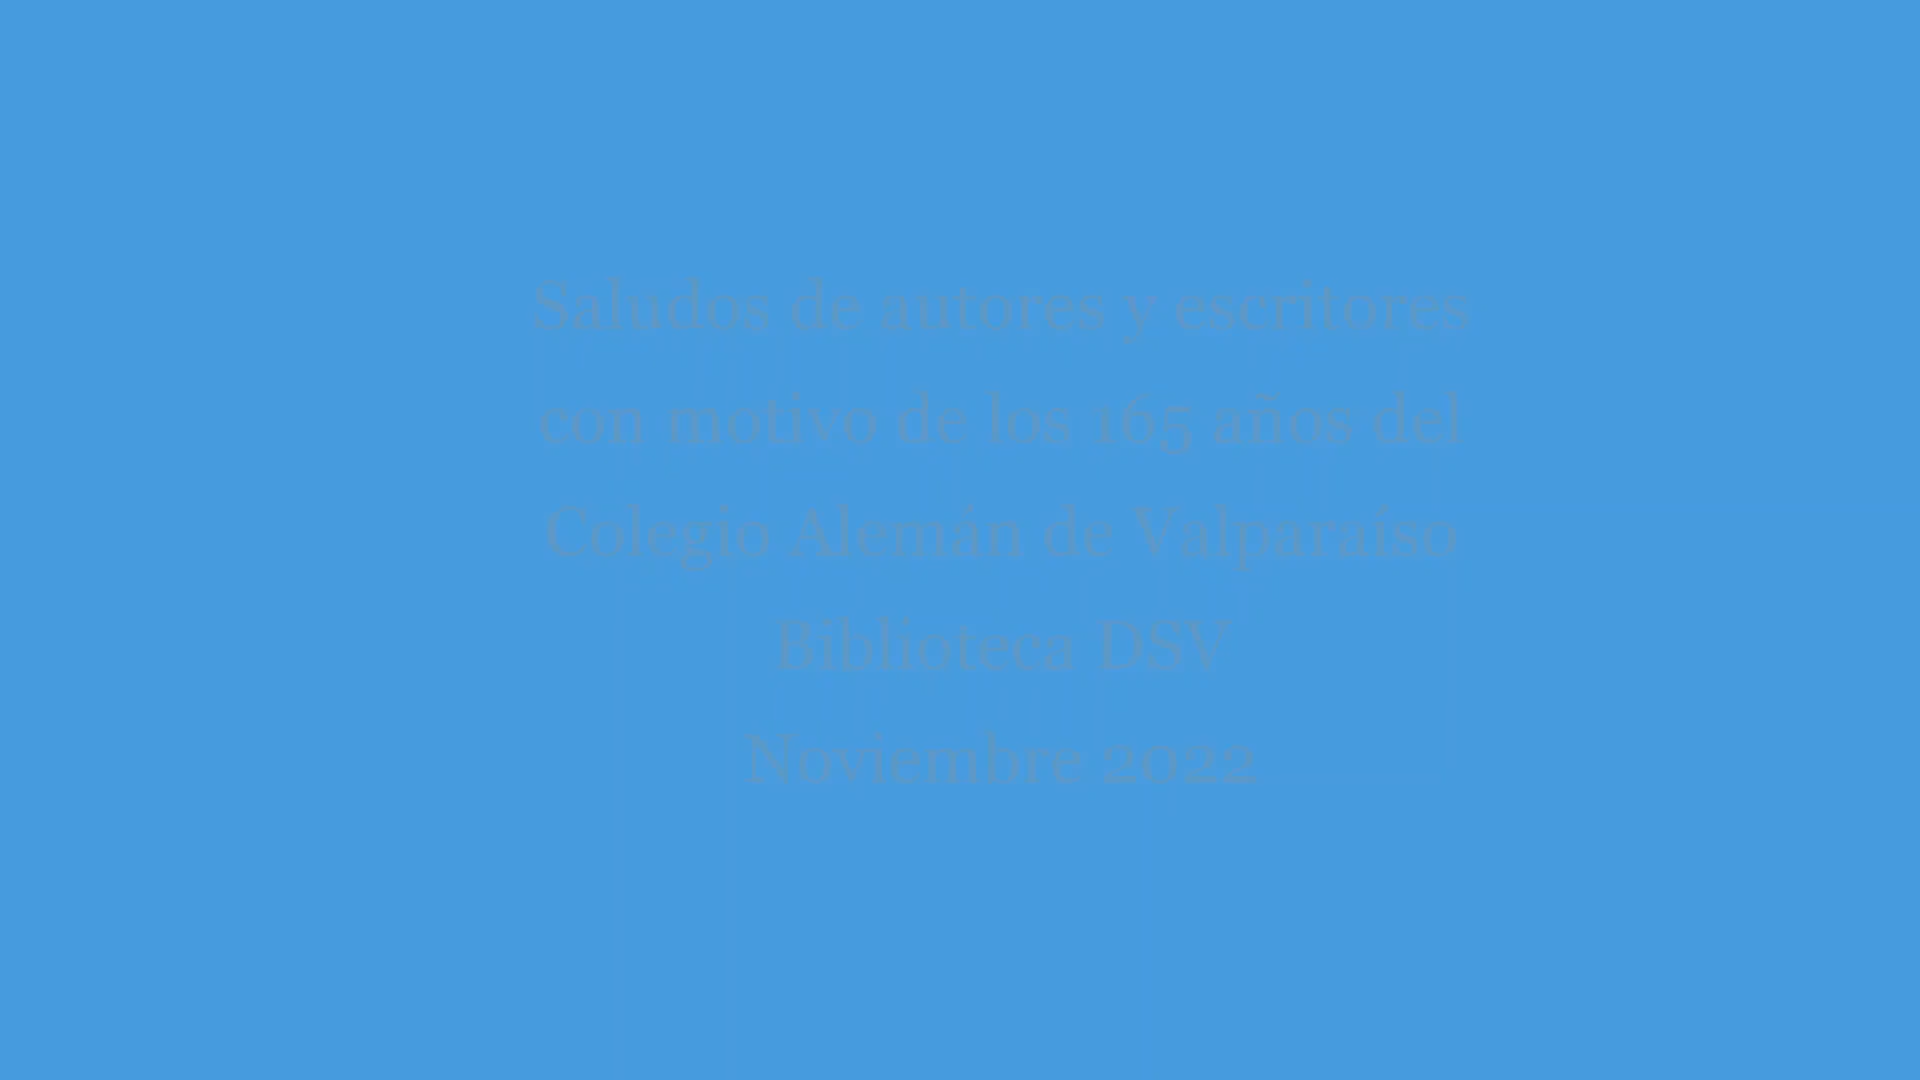 Saludos de autores y escritores
con motivo de los 165 años del
Colegio Alemán de Valparaíso
Biblioteca DSV
Noviembre 2022